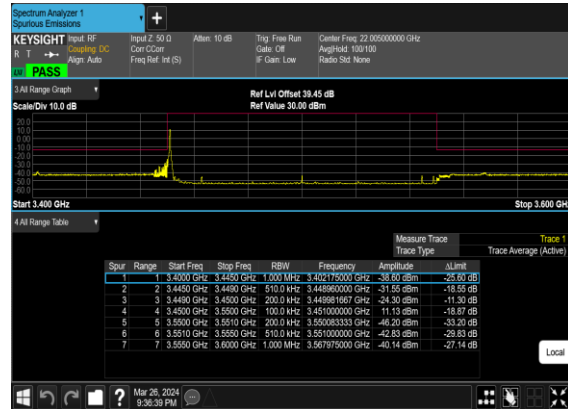 Spectrum Analyzer 1
Spurious Emissions
+
KEYSIGHT Input: RF Input Z: 50 Ω Atten: 10 dB Trig: Free Run Center Freq: 22.005000000 GHz
R T Coupling: DC Corr CCorr Gate: Off Avg|Hold: 100/100
Align: Auto Freq Ref: Int (S) IF Gain: Low Radio Std: None
LXI PASS
3 All Range Graph
Ref Lvl Offset 39.45 dB
Scale/Div 10.0 dB Ref Value 30.00 dBm
20.0
10.0
0.00
-10.0
-20.0
-30.0
-40.0
-50.0
-60.0
Start 3.400 GHz Stop 3.600 GHz
4 All Range Table
Measure Trace Trace 1
Trace Type Trace Average (Active)
Spur Range Start Freq Stop Freq RBW Frequency Amplitude ΔLimit
1 1 3.4000 GHz 3.4450 GHz 1.000 MHz 3.402175000 GHz -38.60 dBm -25.60 dB
2 2 3.4450 GHz 3.4490 GHz 510.0 kHz 3.448960000 GHz -31.55 dBm -18.55 dB
3 3 3.4490 GHz 3.4500 GHz 200.0 kHz 3.449981667 GHz -24.30 dBm -11.30 dB
4 4 3.4500 GHz 3.5500 GHz 100.0 kHz 3.451000000 GHz 11.13 dBm -18.87 dB
5 5 3.5500 GHz 3.5510 GHz 200.0 kHz 3.550083333 GHz -46.20 dBm -33.20 dB
6 6 3.5510 GHz 3.5550 GHz 510.0 kHz 3.551000000 GHz -42.83 dBm -29.83 dB
7 7 3.5550 GHz 3.6000 GHz 1.000 MHz 3.567975000 GHz -40.14 dBm -27.14 dB
Local
?
Mar 26, 2024
9:36:39 PM